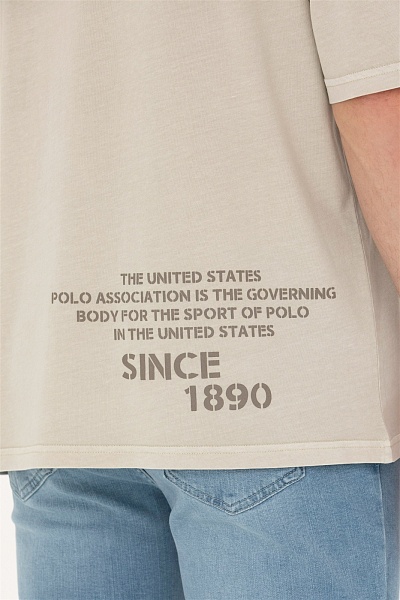 THE UNITED STATES
POLO ASSOCIATION IS THE GOVERNING
BODY FOR THE SPORT OF POLO
IN THE UNITED STATES
SINCE
1890